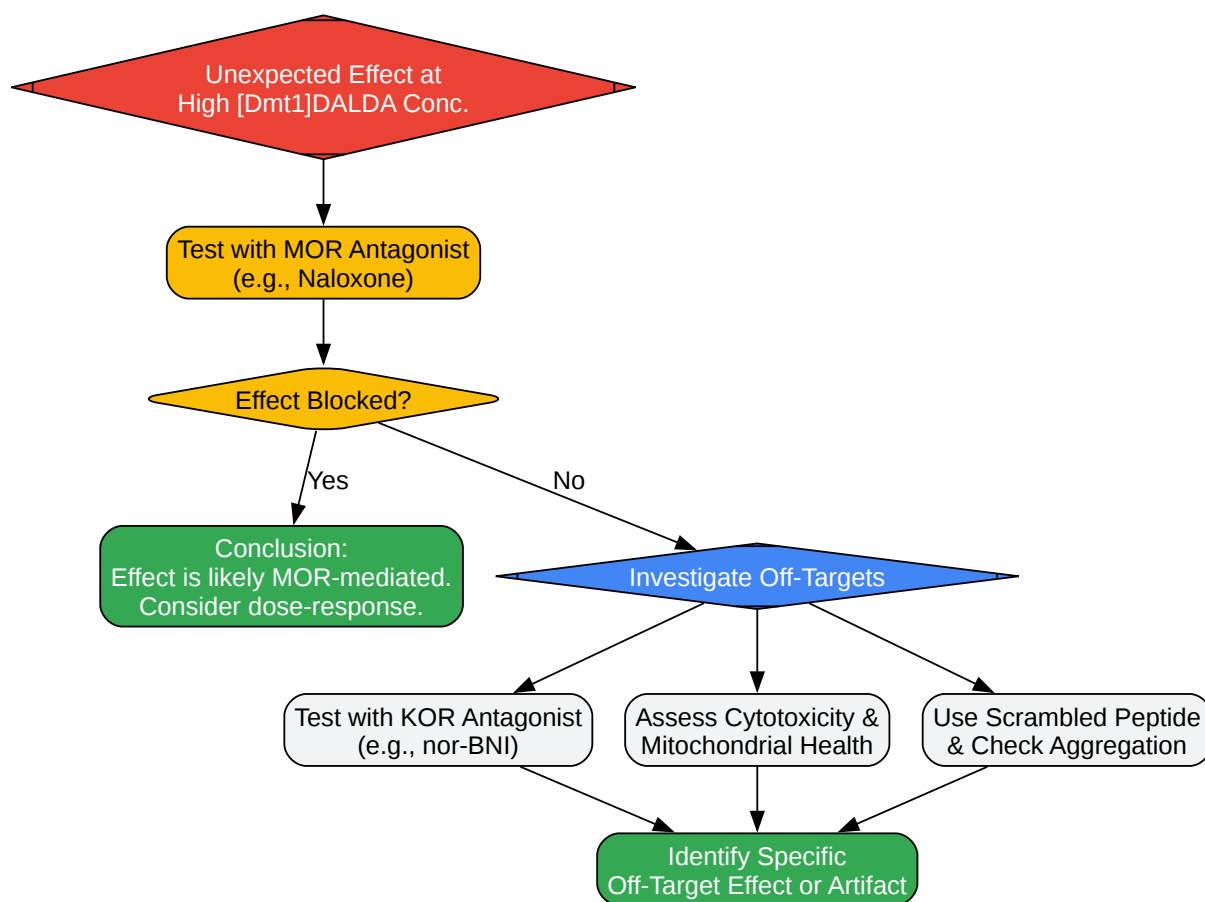 Unexpected Effect at
High [Dmt1]DALDA Conc.
Test with MOR Antagonist
(e.g., Naloxone)
Effect Blocked?
Yes
No
Conclusion:
Effect is likely MOR-mediated.
Consider dose-response.
Investigate Off-Targets
Test with KOR Antagonist
(e.g., nor-BNI)
Assess Cytotoxicity &
Mitochondrial Health
Use Scrambled Peptide
& Check Aggregation
Identify Specific
Off-Target Effect or Artifact